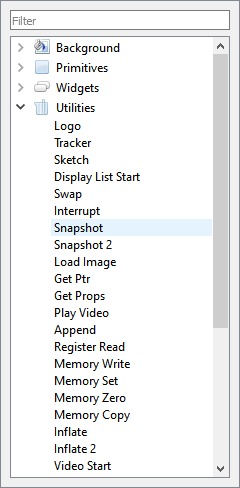 Filter
Background
Primitives
Widgets
Utilities
Logo
Tracker
Sketch
Display List Start
Swap
Interrupt
Snapshot
Snapshot 2
Load Image
Get Ptr
Get Props
Play Video
Append
Register Read
Memory Write
Memory Set
Memory Zero
Memory Copy
Inflate
Inflate 2
Video Start